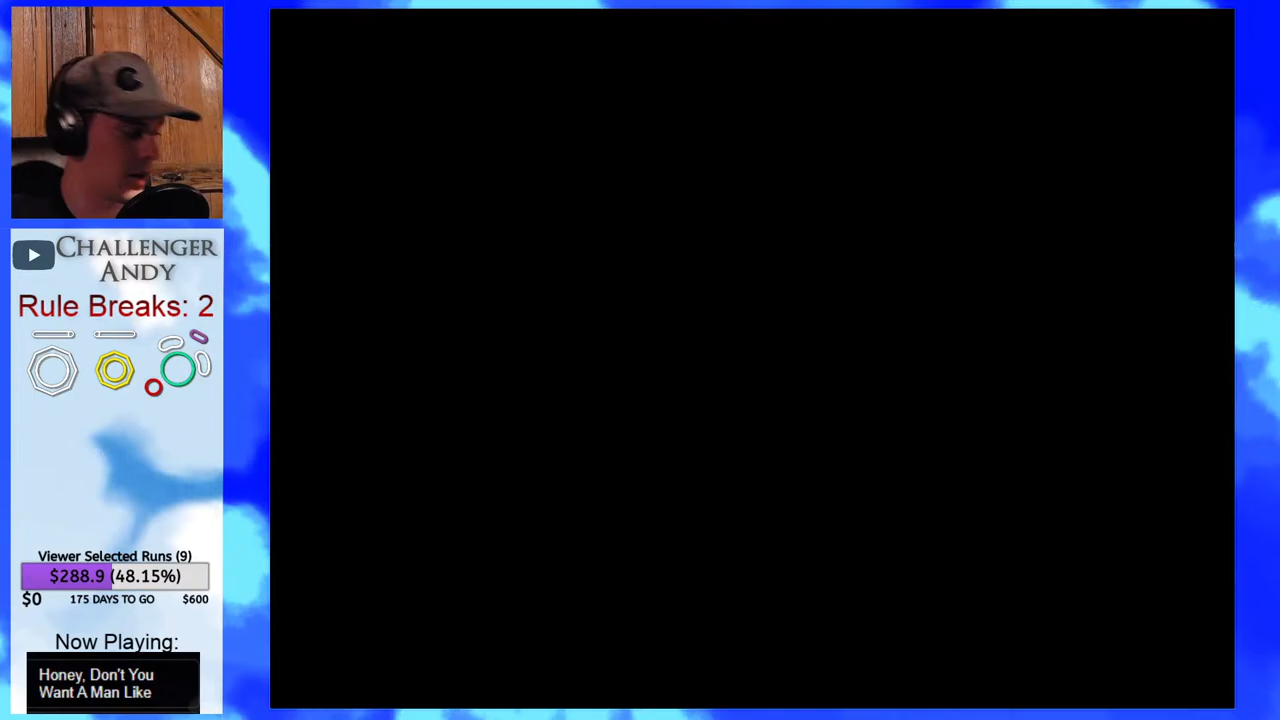 CHALLENGER
ANDY
Rule Breaks: 2
Viewer Selected Runs (9)
$288.9 (48.15%)
$0 175 DAYS TO GO $600
Now Playing:
Honey, Don't You
Want A Man Like